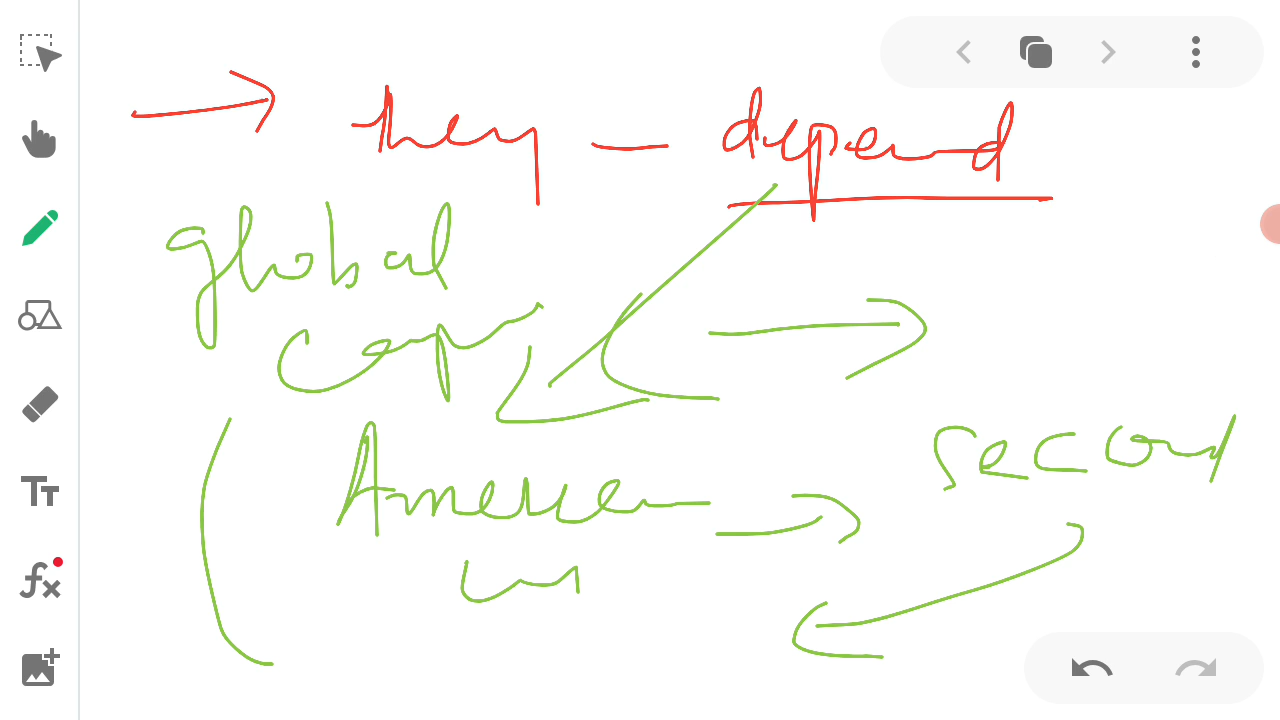 they — depend
global
cap
American
second